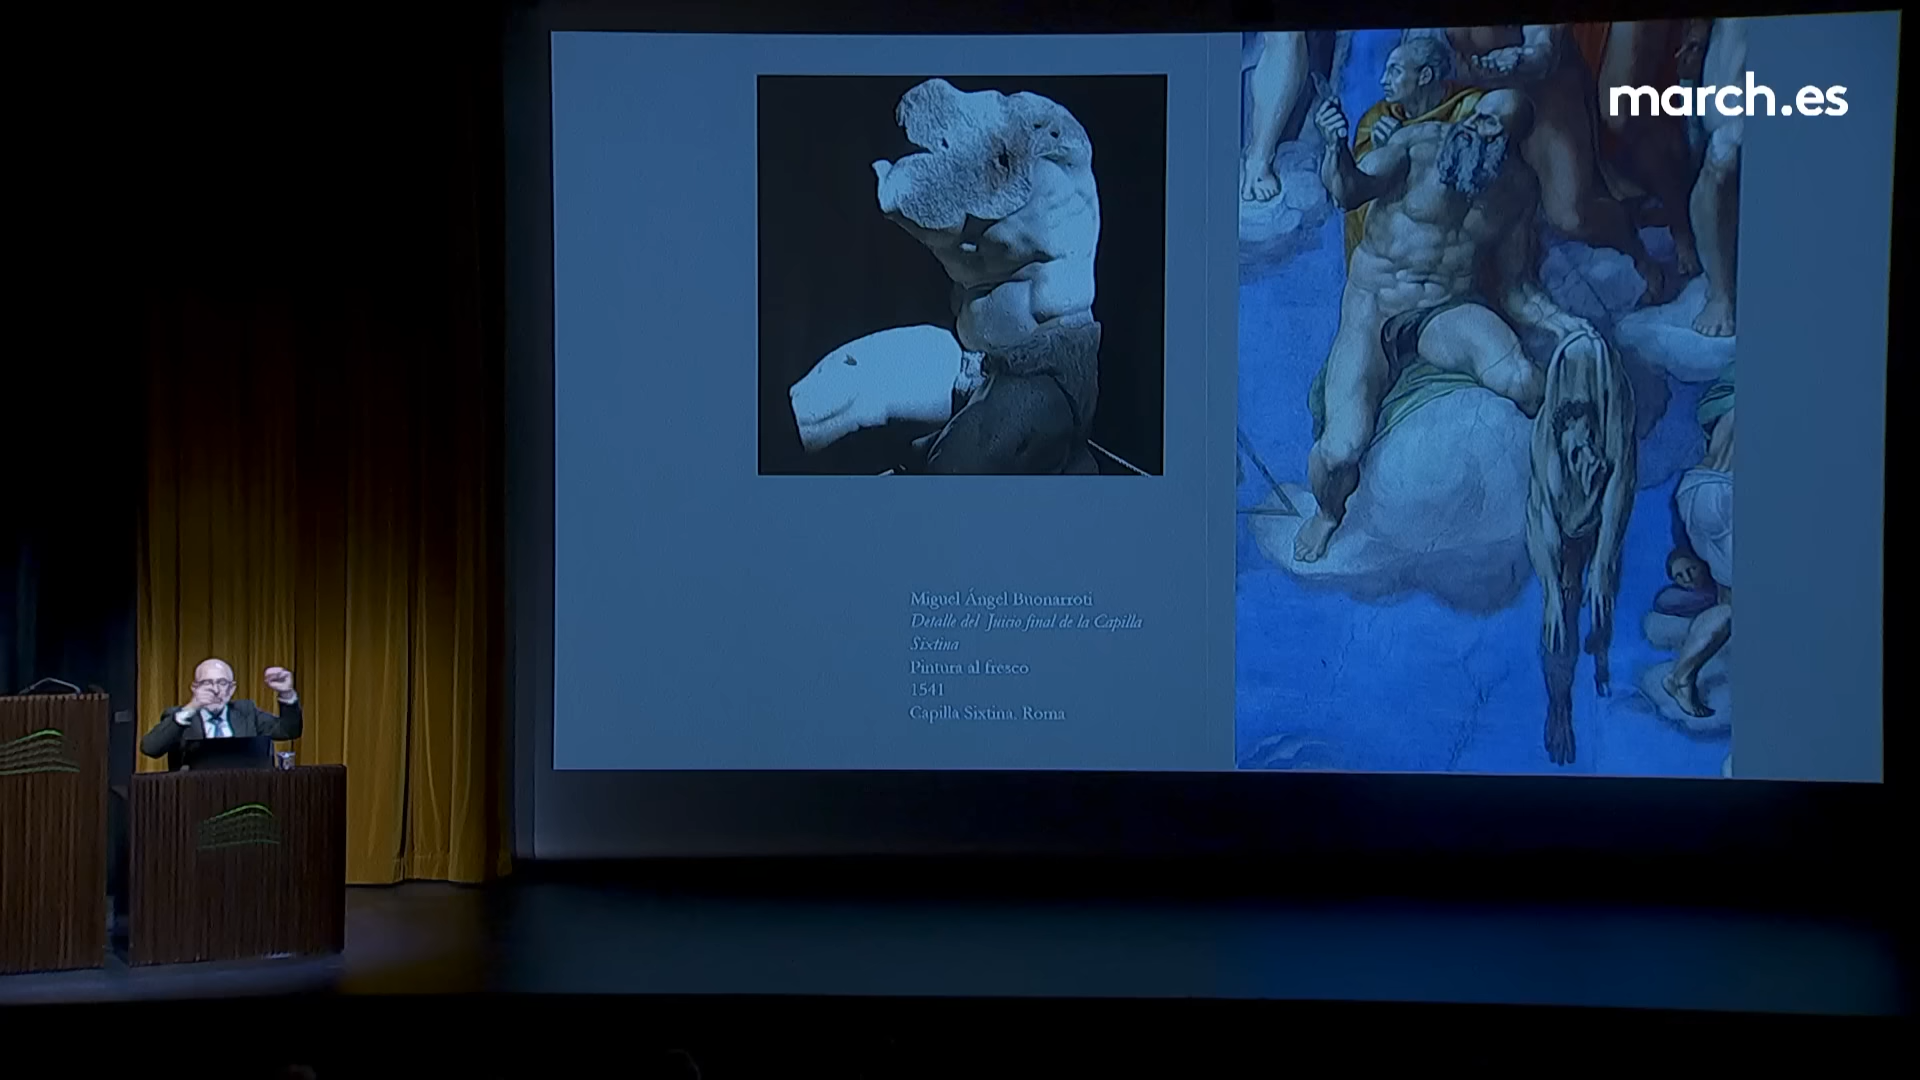 march.es
Miguel Ángel Buonarroti
Detalle del Juicio final de la Capilla
Sixtina
Pintura al fresco
1541
Capilla Sixtina. Roma